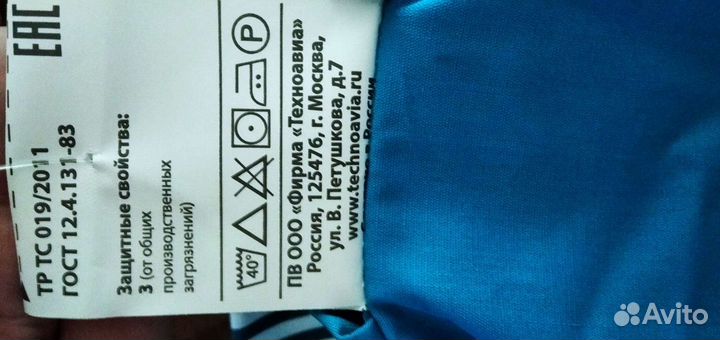 EAC
ТР ТС 019/2011
ГОСТ 12.4.131-83
Защитные свойства:
З (от общих
производственных
загрязнений)
40°
P
ПВ ООО «Фирма «Техноавиа»
Россия, 125476, г. Москва,
ул. В. Петушкова, д.7
www.technoavia.ru
Avito